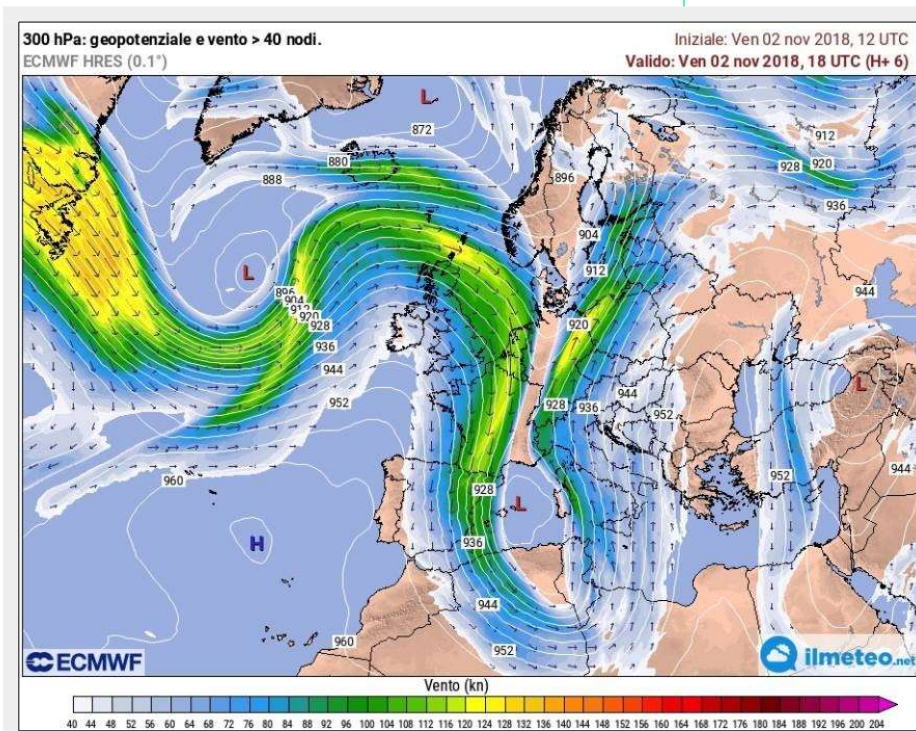 300 hPa: geopotenziale e vento > 40 nodi.
Iniziale: Ven 02 nov 2018, 12 UTC
ECMWF HRES (0.1°)
Valido: Ven 02 nov 2018, 18 UTC (H+ 6)
L
872
912
880
928 920
888
896
936
904
L
912
896
904
912
920
928
944
920
936
944
L
944
928 936
952
952
960
928
952
944
L
936
H
944
960
952
ECMWF
ilmeteo.net
Vento (kn)
40 44 48 52 56 60 64 68 72 76 80 84 88 92 96 100 104 108 112 116 120 124 128 132 136 140 144 148 152 156 160 164 168 172 176 180 184 188 192 196 200 204